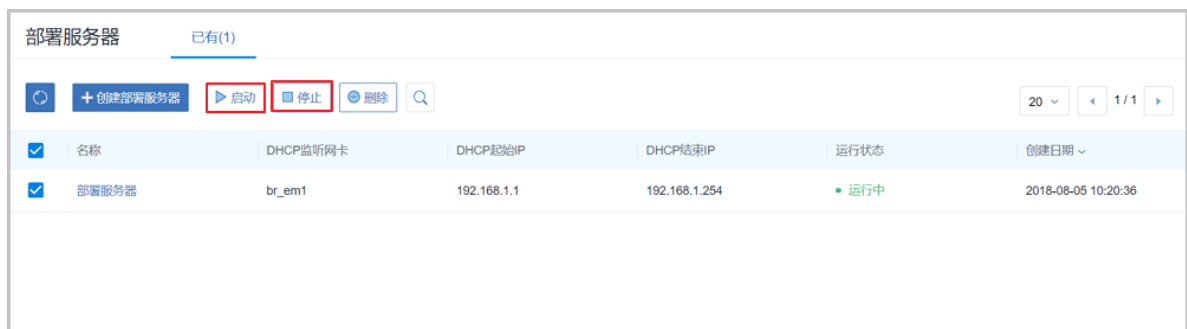 部署服务器 已有(1)
创建部署服务器 启动 停止 删除 20 1 / 1
名称 DHCP监听网卡 DHCP起始IP DHCP结束IP 运行状态 创建日期
部署服务器 br_em1 192.168.1.1 192.168.1.254 运行中 2018-08-05 10:20:36